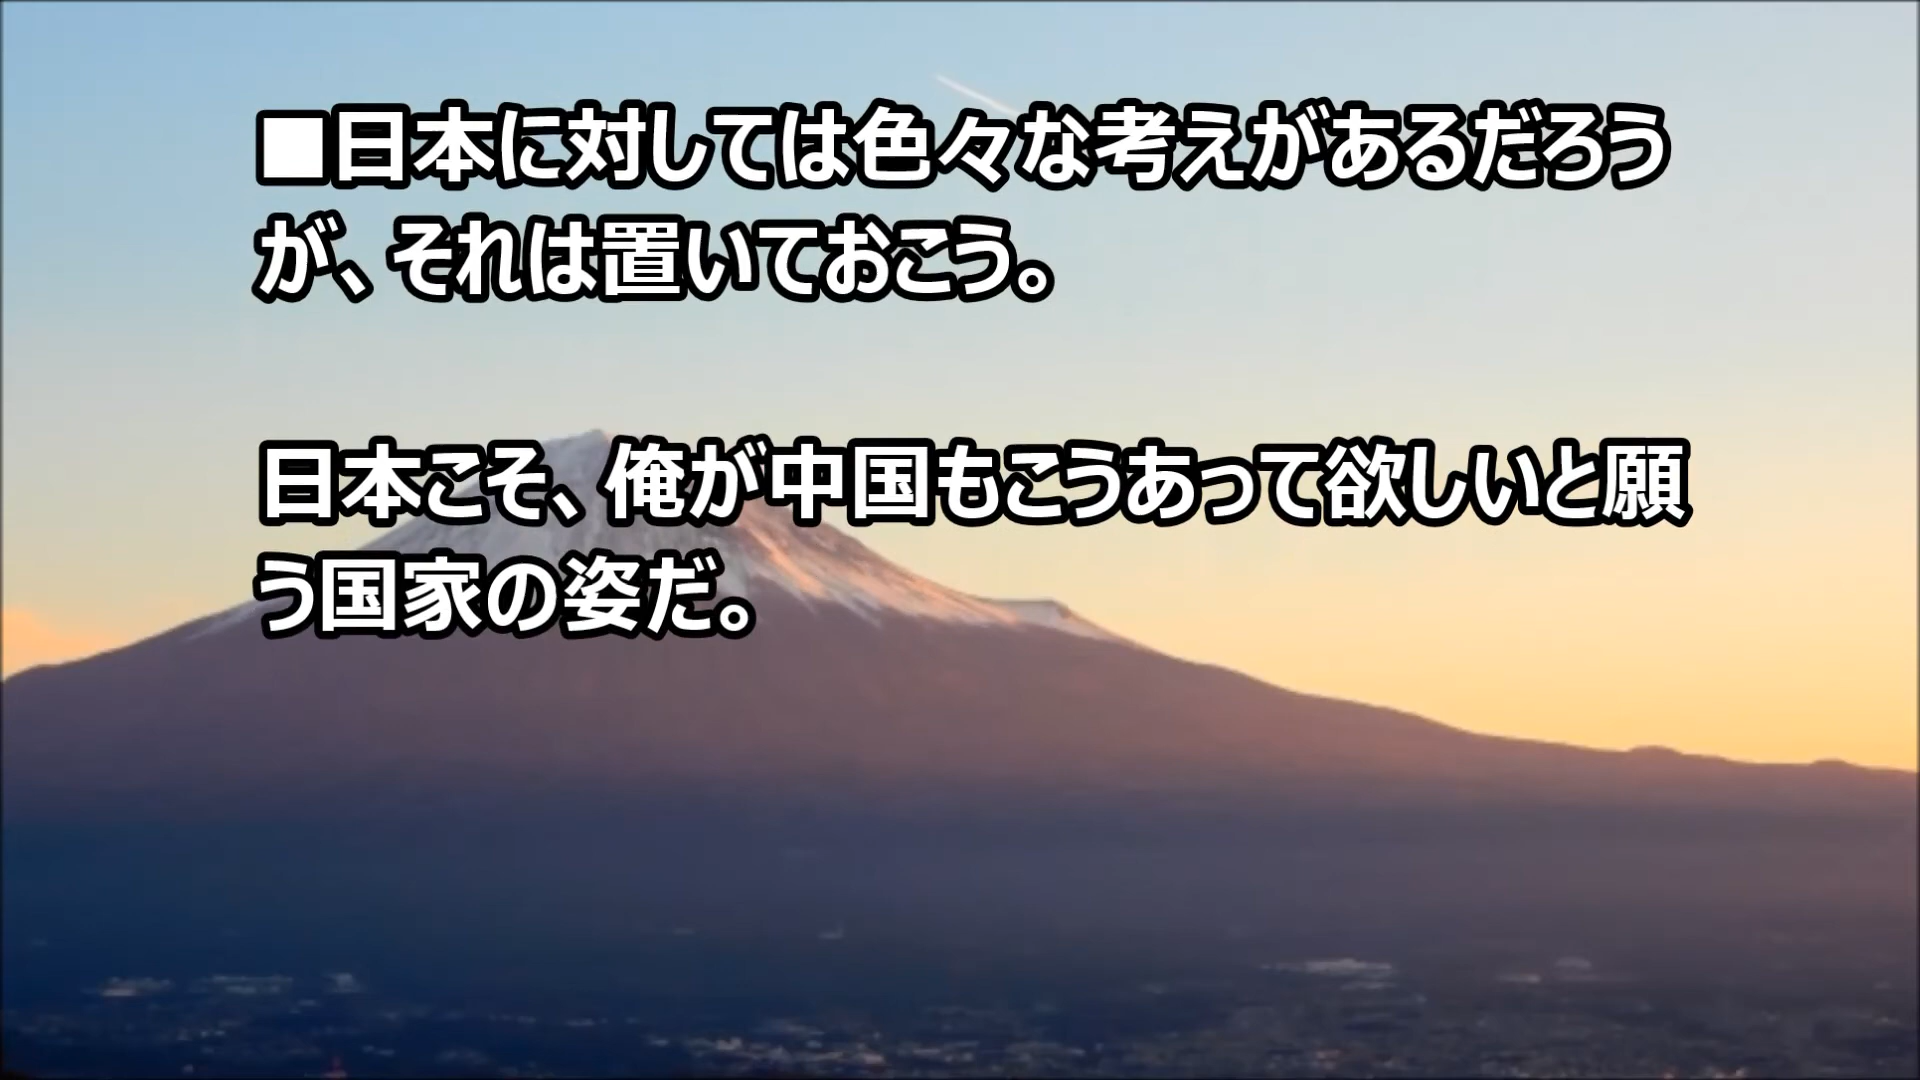 ■日本に対しては色々な考えがあるだろう
が、それは置いておこう。
日本こそ、俺が中国もこうあって欲しいと願
う国家の姿だ。